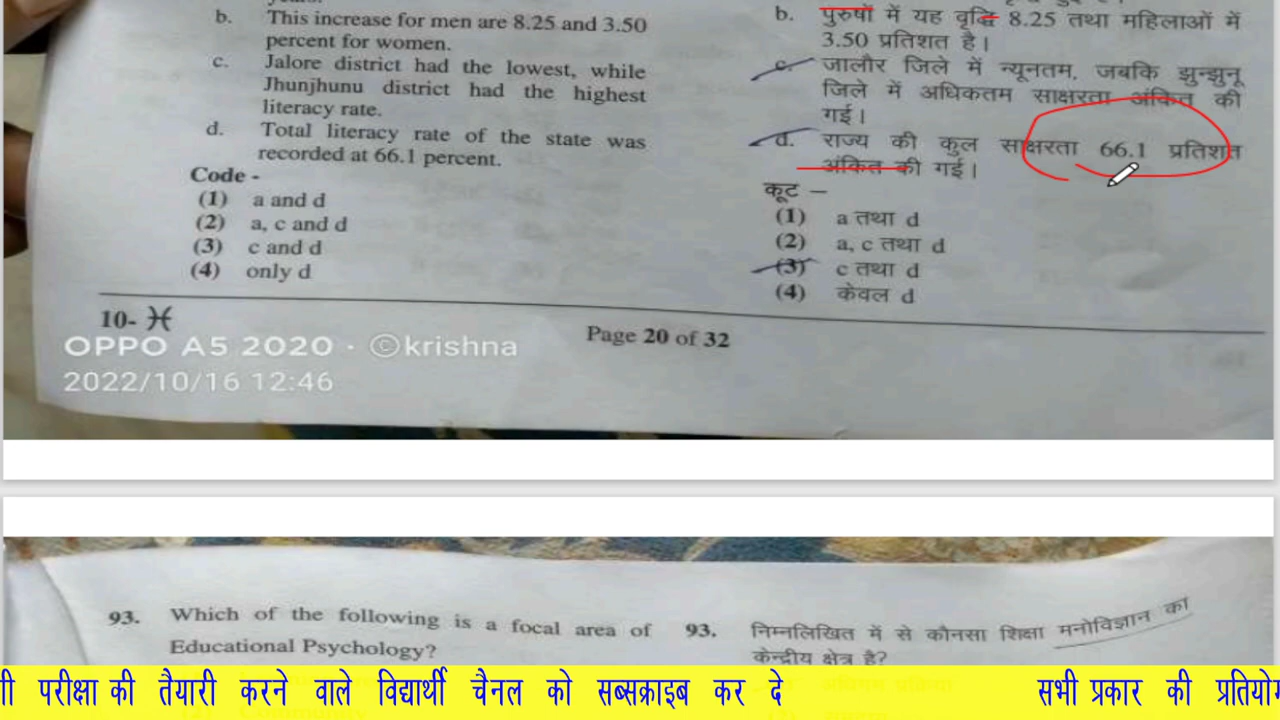 b. This increase for men are 8.25 and 3.50
percent for women.
c. Jalore district had the lowest, while
Jhunjhunu district had the highest
literacy rate.
d. Total literacy rate of the state was
recorded at 66.1 percent.
Code -
(1) a and d
(2) a, c and d
(3) c and d
(4) only d
b. पुरुषों में यह वृद्धि 8.25 तथा महिलाओं में
3.50 प्रतिशत है।
c. जालौर जिले में न्यूनतम, जबकि झुन्झुनू
जिले में अधिकतम साक्षरता अंकित की
गई।
d. राज्य की कुल साक्षरता 66.1 प्रतिशत
अंकित की गई।
कूट –
(1) a तथा d
(2) a, c तथा d
(3) c तथा d
(4) केवल d
10-
Page 20 of 32
OPPO A5 2020 · ©krishna
2022/10/16 12:46
93. Which of the following is a focal area of
Educational Psychology?
93. निम्नलिखित में से कौनसा शिक्षा मनोविज्ञान का
केन्द्रीय क्षेत्र है?
परीक्षा की तैयारी करने वाले विद्यार्थी चैनल को सब्सक्राइब कर दे
सभी प्रकार की